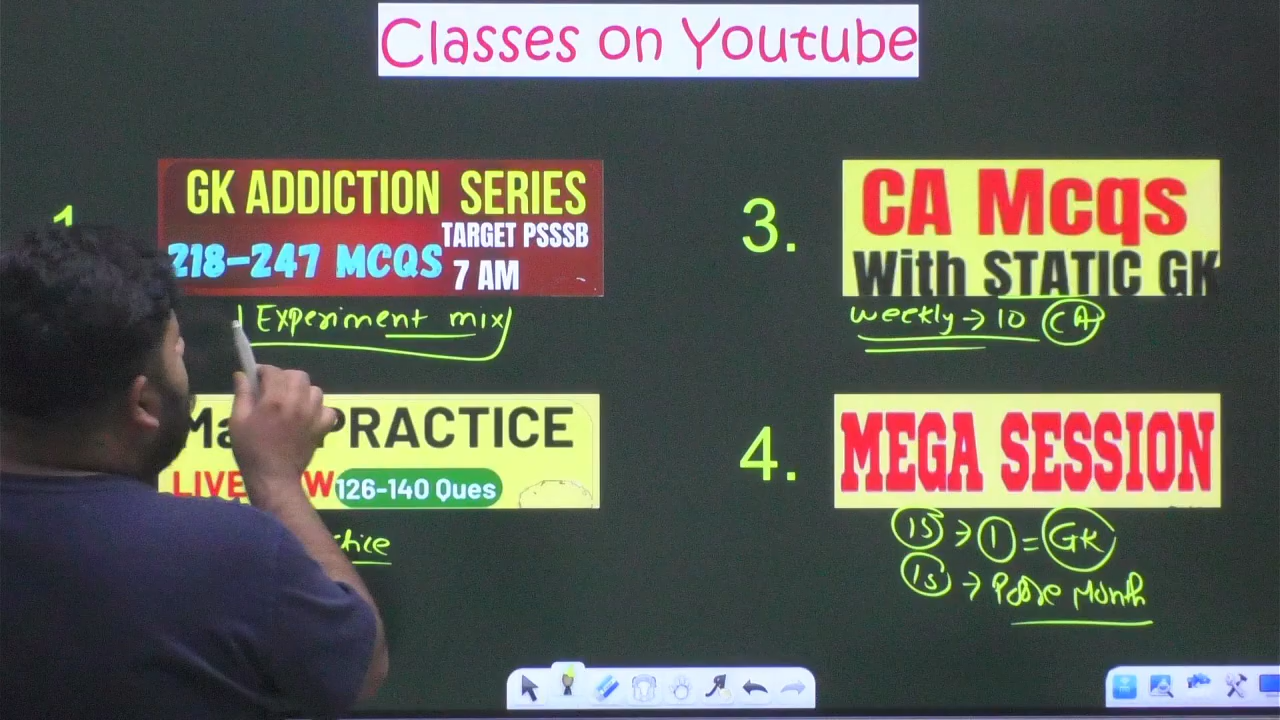 Classes on Youtube
1
GK ADDICTION SERIES
TARGET PSSSB
218-247 MCQS
7 AM
Experiment mix
PRACTICE
LIVE
126-140 Ques
3.
CA Mcqs
With STATIC GK
weekly → 10 CA
4.
MEGA SESSION
15 → 1 = GK
15 → Month